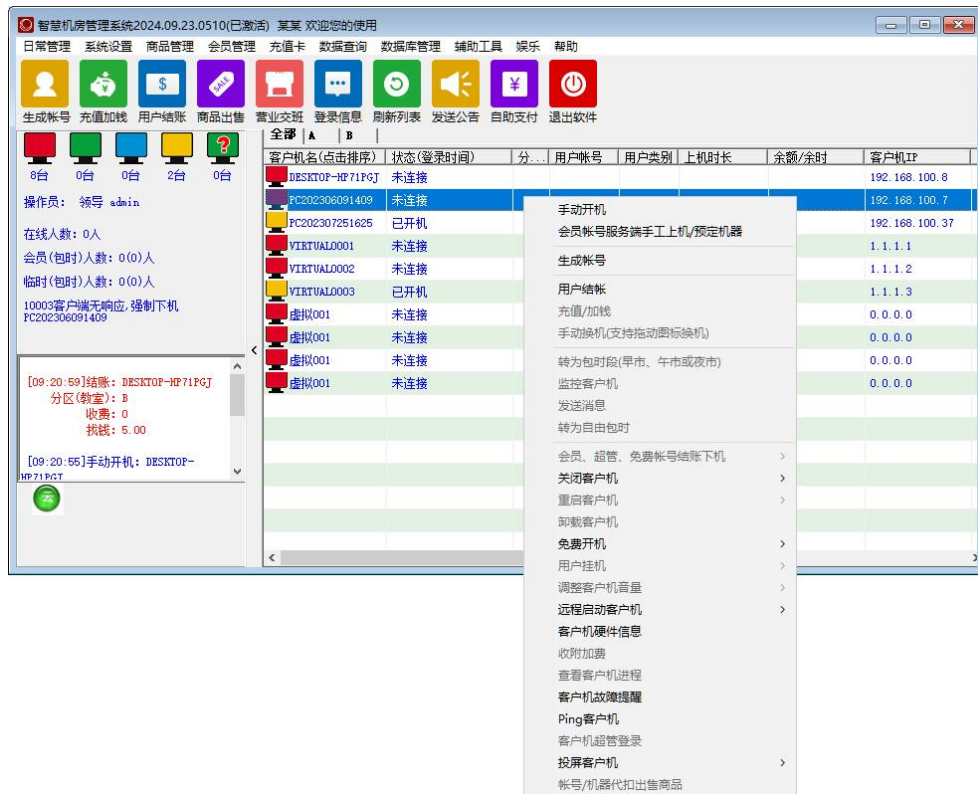 智慧机房管理系统2024.09.23.0510(已激活) 某某 欢迎您的使用
日常管理 系统设置 商品管理 会员管理 充值卡 数据查询 数据库管理 辅助工具 娱乐 帮助
$ SALE ¥
生成帐号 充值加钱 用户结账 商品出售 营业交班 登录信息 刷新列表 发送公告 自助支付 退出软件
?
8台 0台 0台 2台 0台
操作员: 领导 admin
在线人数: 0人
会员(包时)人数: 0(0)人
临时(包时)人数: 0(0)人
10003客户端无响应,强制下机
PC202306091409
[09:20:59]结账: DESKTOP-HP71PGJ
分区(教室): B
收费: 0
找钱: 5.00
[09:20:55]手动开机: DESKTOP-
HP71PGJ
云
全部 A B
客户机名(点击排序) 状态(登录时间) 分... 用户帐号 用户类别 上机时长 余额/余时 客户机IP
DESKTOP-HP71PGJ 未连接 192.168.100.8
PC202306091409 未连接 192.168.100.7
PC202307251625 已开机 192.168.100.37
VIRTUAL0001 未连接 1.1.1.1
VIRTUAL0002 未连接 1.1.1.2
VIRTUAL0003 已开机 1.1.1.3
虚拟001 未连接 0.0.0.0
虚拟001 未连接 0.0.0.0
虚拟001 未连接 0.0.0.0
虚拟001 未连接 0.0.0.0
手动开机
会员帐号服务端手工上机/预定机器
生成帐号
用户结帐
充值/加钱
手动换机(支持拖动图标换机)
转为包时段(早市、午市或夜市)
监控客户机
发送消息
转为自由包时
会员、超管、免费帐号结账下机
关闭客户机
重启客户机
卸载客户机
免费开机
用户挂机
调整客户机音量
远程启动客户机
客户机硬件信息
收附加费
查看客户机进程
客户机故障提醒
Ping客户机
客户机超管登录
投屏客户机
帐号/机器代扣出售商品